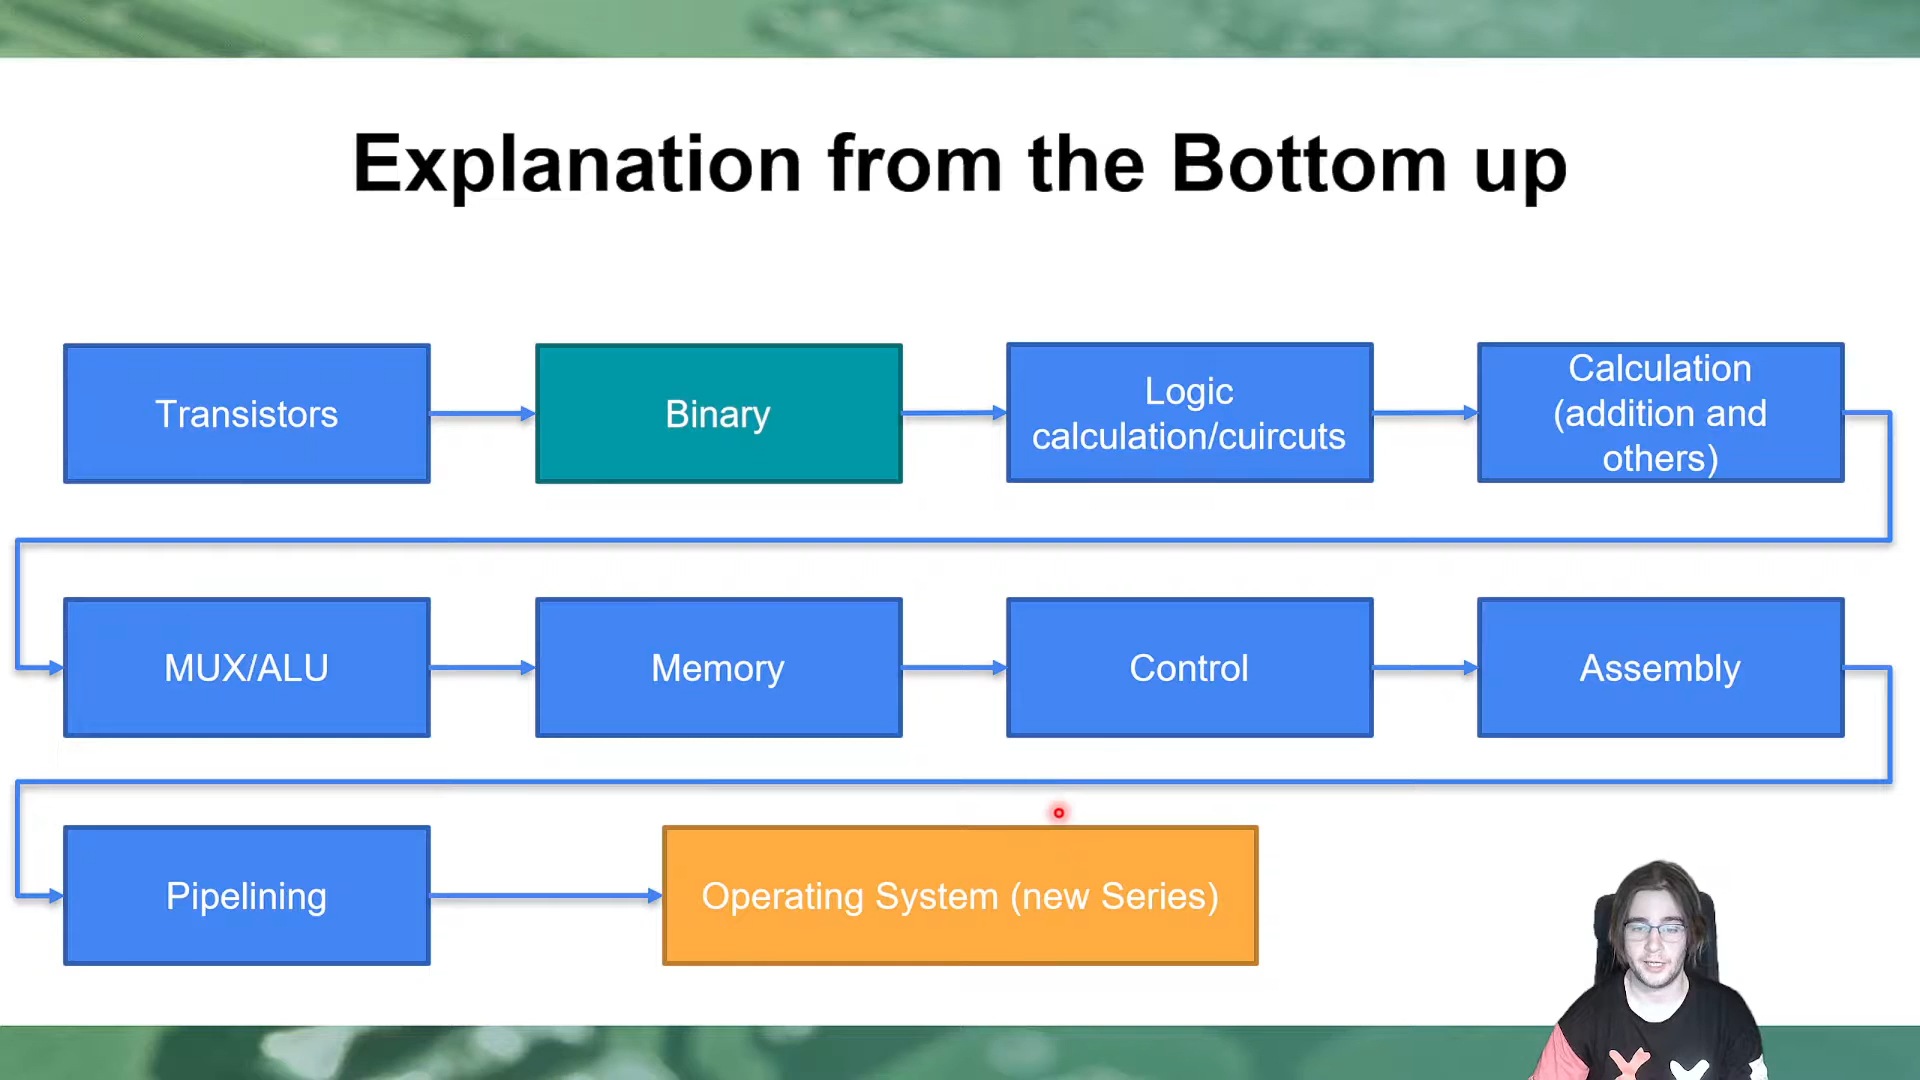 Explanation from the Bottom up
Transistors
Binary
Logic
calculation/cuircuts
Calculation
(addition and
others)
MUX/ALU
Memory
Control
Assembly
Pipelining
Operating System (new Series)